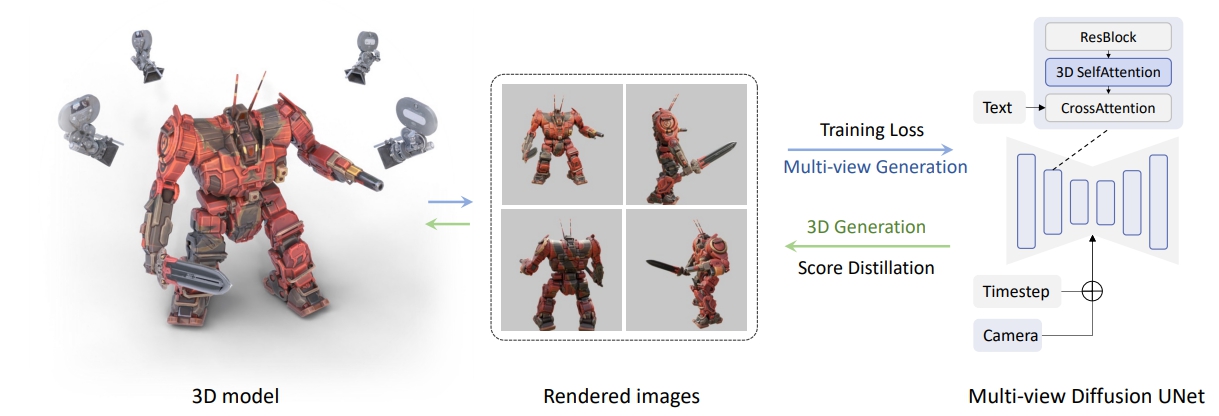 ResBlock
3D SelfAttention
Text
CrossAttention
Training Loss
Multi-view Generation
3D Generation
Score Distillation
Timestep
Camera
3D model
Rendered images
Multi-view Diffusion UNet